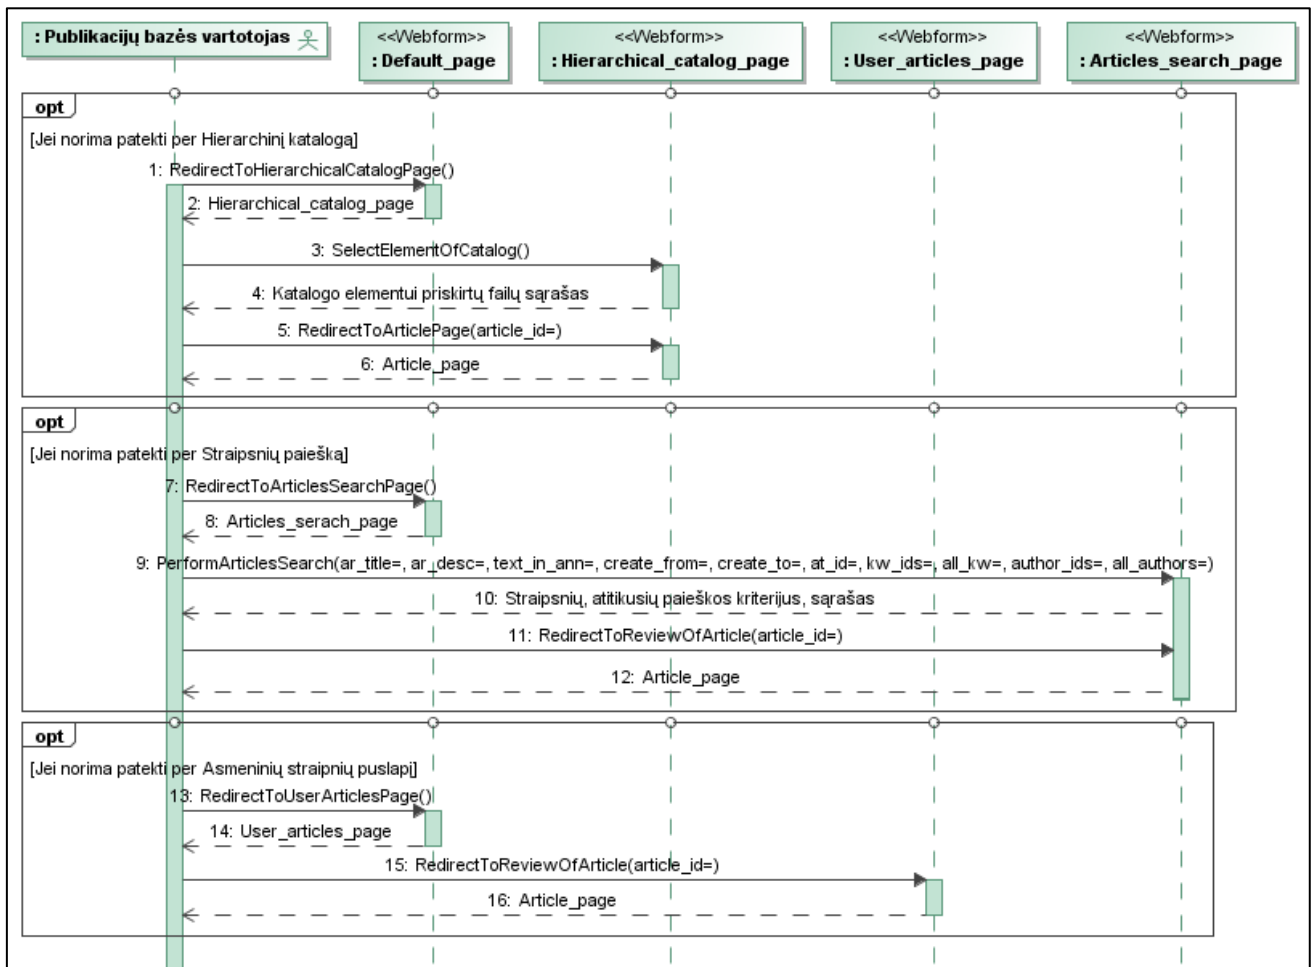 : Publikacijų bazės vartotojas
<<Webform>>
: Default_page
<<Webform>>
: Hierarchical_catalog_page
<<Webform>>
: User_articles_page
<<Webform>>
: Articles_search_page
opt
[Jei norima patekti per Hierarchinį katalogą]
1: RedirectToHierarchicalCatalogPage()
2: Hierarchical_catalog_page
3: SelectElementOfCatalog()
4: Katalogo elementui priskirtų failų sąrašas
5: RedirectToArticlePage(article_id=)
6: Article_page
opt
[Jei norima patekti per Straipsnių paiešką]
7: RedirectToArticlesSearchPage()
8: Articles_serach_page
9: PerformArticlesSearch(ar_title=, ar_desc=, text_in_ann=, create_from=, create_to=, at_id=, kw_ids=, all_kw=, author_ids=, all_authors=)
10: Straipsnių, atitikusių paieškos kriterijus, sąrašas
11: RedirectToReviewOfArticle(article_id=)
12: Article_page
opt
[Jei norima patekti per Asmeninių straipnių puslapį]
13: RedirectToUserArticlesPage()
14: User_articles_page
15: RedirectToReviewOfArticle(article_id=)
16: Article_page